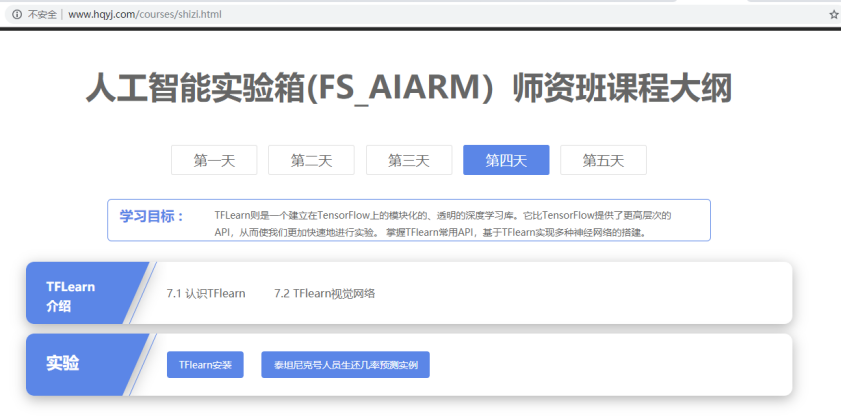 不安全 | www.hqyj.com/courses/shizi.html
人工智能实验箱(FS_AIARM）师资班课程大纲
第一天 第二天 第三天 第四天 第五天
学习目标： TFLearn则是一个建立在TensorFlow上的模块化的、透明的深度学习库。它比TensorFlow提供了更高层次的
API，从而使我们更加快速地进行实验。 掌握TFlearn常用API，基于TFlearn实现多种神经网络的搭建。
TFLearn
介绍
7.1 认识TFlearn 7.2 TFlearn视觉网络
实验 TFlearn安装 泰坦尼克号人员生还几率预测实例